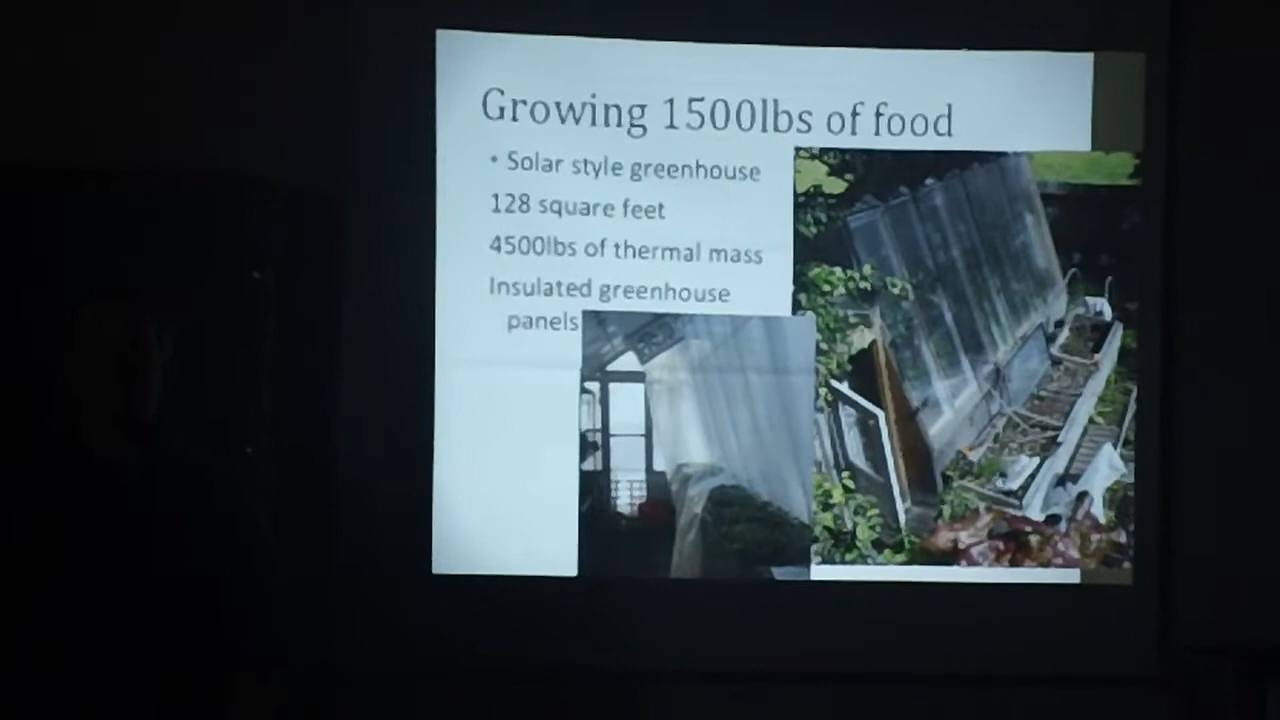 Growing 1500lbs of food
• Solar style greenhouse
128 square feet
4500lbs of thermal mass
Insulated greenhouse
panels